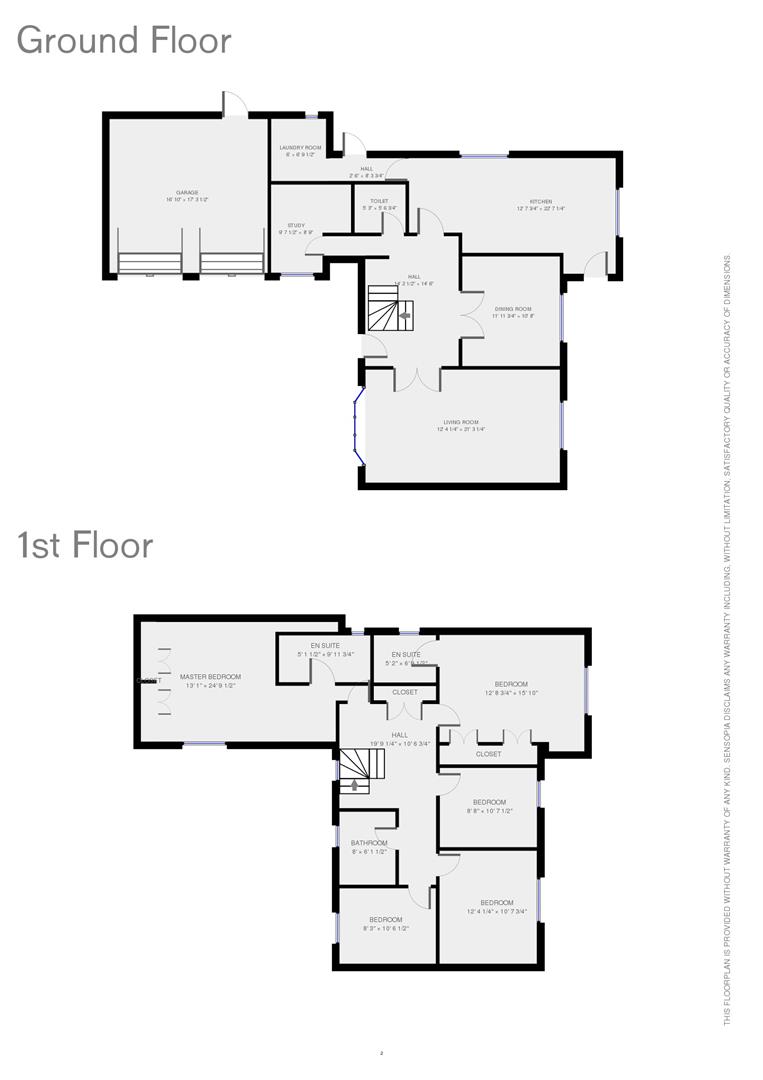 Ground Floor
LAUNDRY ROOM
6' × 6' 9 1/2"
HALL
2' 6" × 8' 3 3/4"
GARAGE
16' 10" × 17' 3 1/2"
TOILET
5' 3" × 5' 6 3/4"
KITCHEN
12' 7 3/4" × 22' 7 1/4"
STUDY
9' 7 1/2" × 8' 9"
HALL
14' 2 1/2" × 14' 6"
DINING ROOM
11' 11 3/4" × 10' 8"
LIVING ROOM
12' 4 1/4" × 21' 3 1/4"
1st Floor
EN SUITE
5' 1 1/2" × 9' 11 3/4"
EN SUITE
5' 2" × 6' 9 1/2"
CLOSET
MASTER BEDROOM
13' 1" × 24' 9 1/2"
BEDROOM
12' 8 3/4" × 15' 10"
CLOSET
HALL
19' 9 1/4" × 10' 6 3/4"
CLOSET
BEDROOM
8' 8" × 10' 7 1/2"
BATHROOM
8' × 6' 1 1/2"
BEDROOM
12' 4 1/4" × 10' 7 3/4"
BEDROOM
8' 3" × 10' 6 1/2"
THIS FLOORPLAN IS PROVIDED WITHOUT WARRANTY OF ANY KIND. SENSOPIA DISCLAIMS ANY WARRANTY INCLUDING, WITHOUT LIMITATION, SATISFACTORY QUALITY OR ACCURACY OF DIMENSIONS.
2